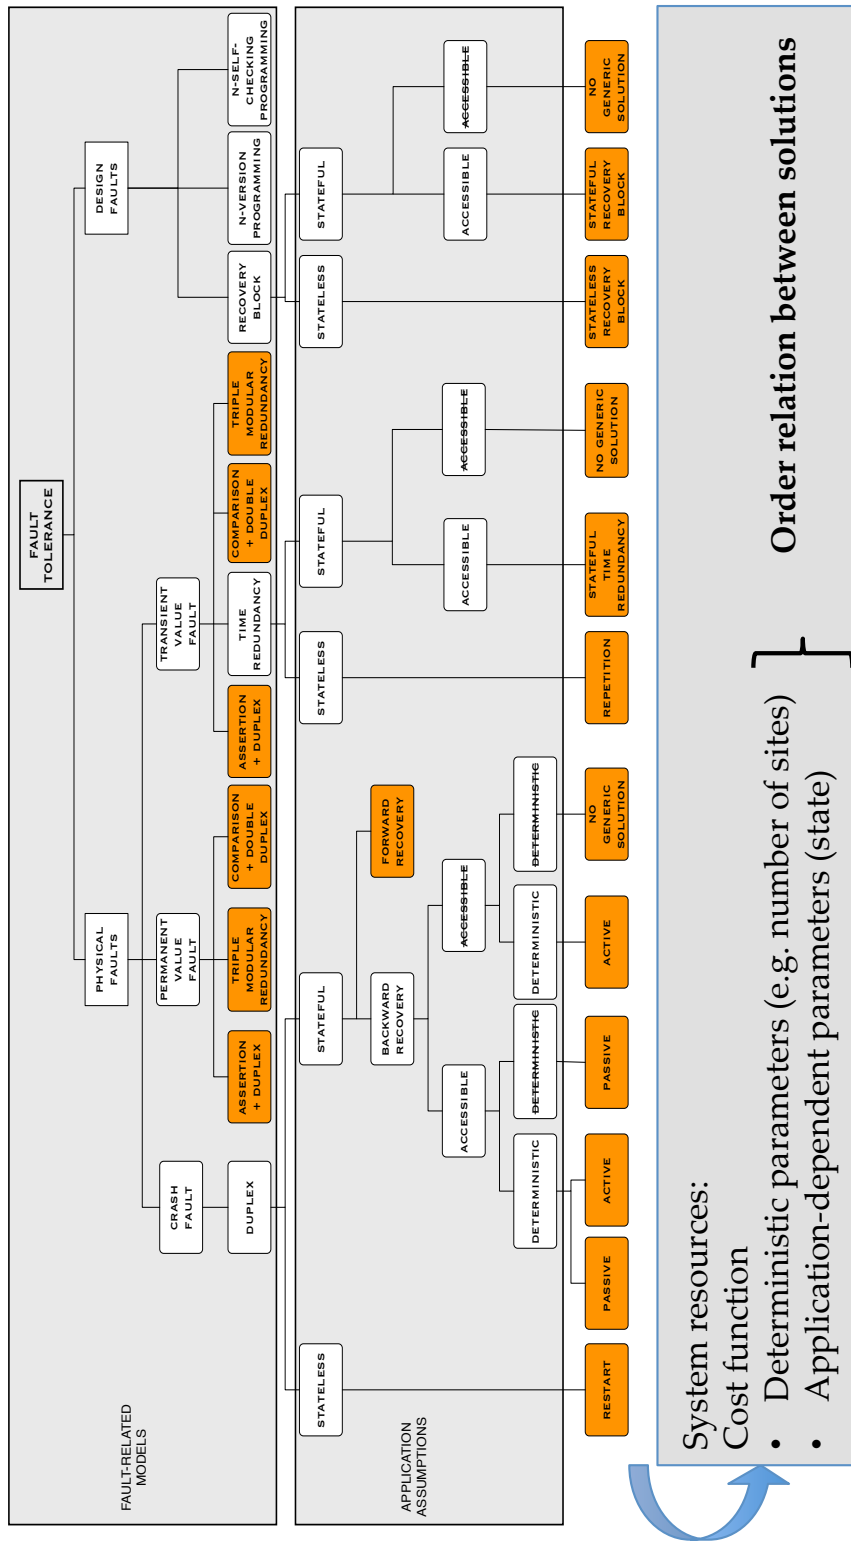 FAULT
TOLERANCE
PHYSICAL
FAULTS
DESIGN
FAULTS
FAULT-RELATED
MODELS
CRASH
FAULT
PERMANENT
VALUE
FAULT
TRANSIENT
VALUE
FAULT
DUPLEX
ASSERTION
+ DUPLEX
TRIPLE
MODULAR
REDUNDANCY
COMPARISON
+ DOUBLE
DUPLEX
ASSERTION
+ DUPLEX
TIME
REDUNDANCY
COMPARISON
+ DOUBLE
DUPLEX
TRIPLE
MODULAR
REDUNDANCY
RECOVERY
BLOCK
N-VERSION
PROGRAMMING
N-SELF-
CHECKING
PROGRAMMING
STATELESS
STATEFUL
STATELESS
STATEFUL
STATELESS
STATEFUL
APPLICATION
ASSUMPTIONS
BACKWARD
RECOVERY
FORWARD
RECOVERY
ACCESSIBLE
ACCESSIBLE
ACCESSIBLE
ACCESSIBLE
ACCESSIBLE
ACCESSIBLE
DETERMINISTIC
DETERMINISTIC
DETERMINISTIC
DETERMINISTIC
RESTART
PASSIVE
ACTIVE
PASSIVE
ACTIVE
NO
GENERIC
SOLUTION
REPETITION
STATEFUL
TIME
REDUNDANCY
NO GENERIC
SOLUTION
STATELESS
RECOVERY
BLOCK
STATEFUL
RECOVERY
BLOCK
NO
GENERIC
SOLUTION
System resources:
Cost function
• Deterministic parameters (e.g. number of sites)
• Application-dependent parameters (state)
Order relation between solutions